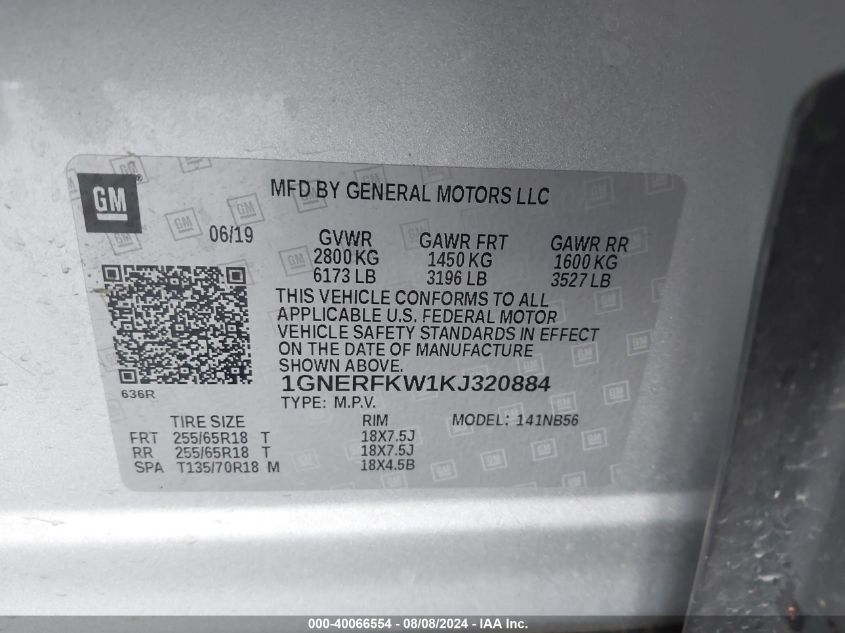 GM
MFD BY GENERAL MOTORS LLC
06/19
GVWR GAWR FRT GAWR RR
2800 KG 1450 KG 1600 KG
6173 LB 3196 LB 3527 LB
THIS VEHICLE CONFORMS TO ALL
APPLICABLE U.S. FEDERAL MOTOR
VEHICLE SAFETY STANDARDS IN EFFECT
ON THE DATE OF MANUFACTURE
SHOWN ABOVE.
636R
1GNERFKW1KJ320884
TYPE: M.P.V. MODEL: 141NB56
TIRE SIZE RIM
FRT 255/65R18 T 18X7.5J
RR 255/65R18 T 18X7.5J
SPA T135/70R18 M 18X4.5B
000-40066554 - 08/08/2024 - IAA Inc.